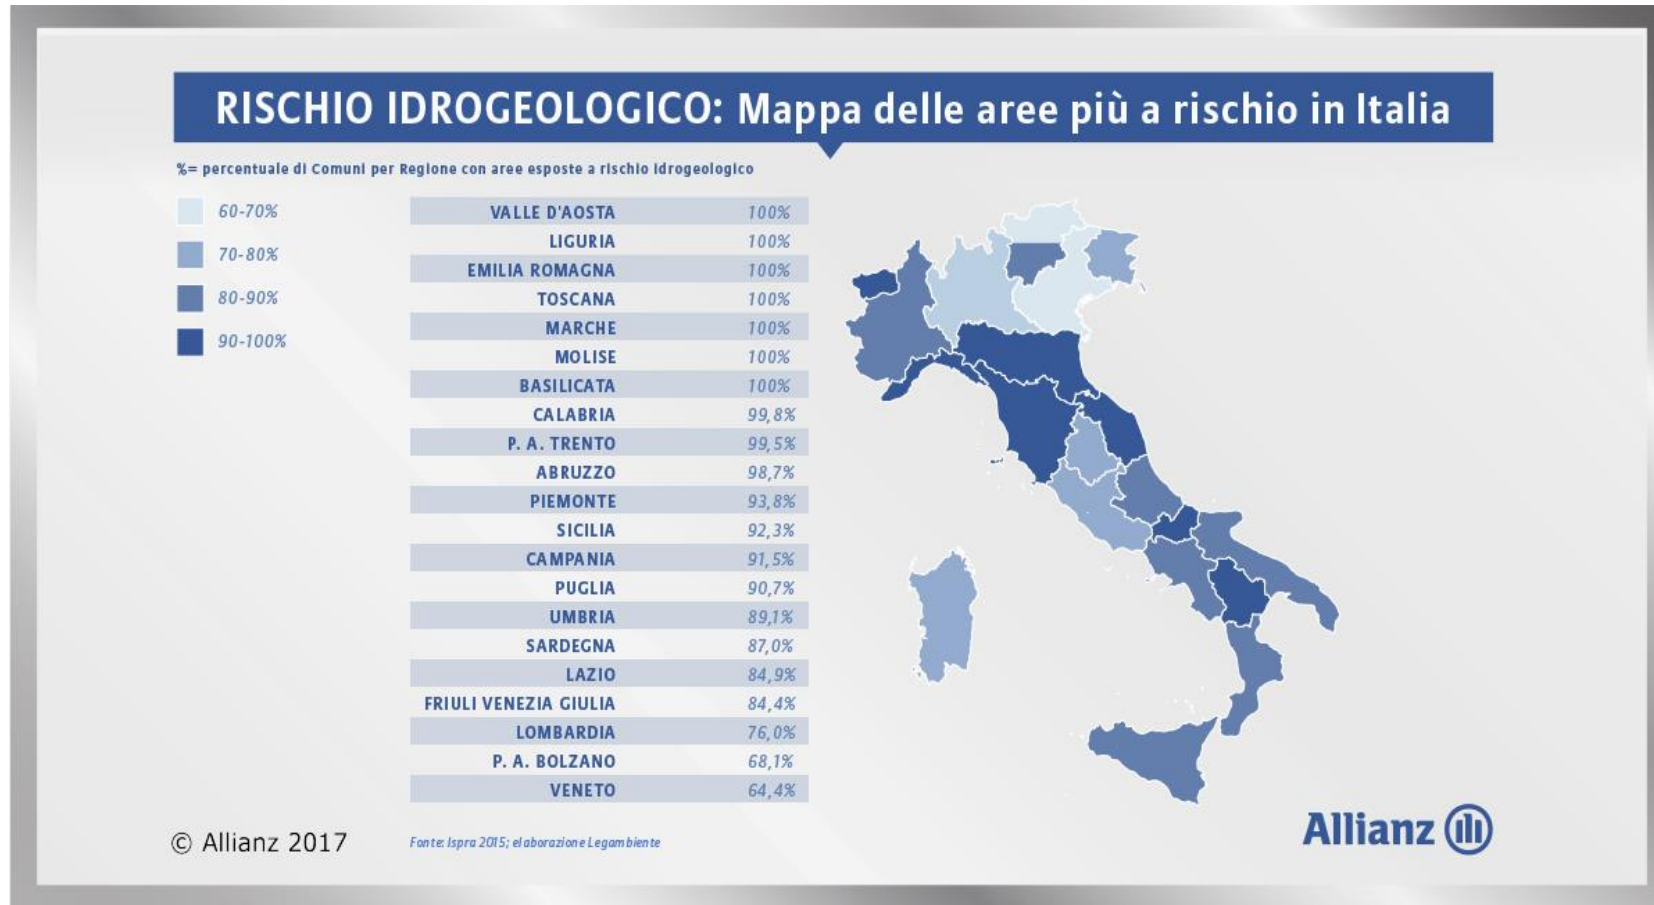 RISCHIO IDROGEOLOGICO: Mappa delle aree più a rischio in Italia
%= percentuale di Comuni per Regione con aree esposte a rischio idrogeologico
60-70%
70-80%
80-90%
90-100%
VALLE D'AOSTA 100%
LIGURIA 100%
EMILIA ROMAGNA 100%
TOSCANA 100%
MARCHE 100%
MOLISE 100%
BASILICATA 100%
CALABRIA 99,8%
P. A. TRENTO 99,5%
ABRUZZO 98,7%
PIEMONTE 93,8%
SICILIA 92,3%
CAMPANIA 91,5%
PUGLIA 90,7%
UMBRIA 89,1%
SARDEGNA 87,0%
LAZIO 84,9%
FRIULI VENEZIA GIULIA 84,4%
LOMBARDIA 76,0%
P. A. BOLZANO 68,1%
VENETO 64,4%
© Allianz 2017
Fonte: Ispra 2015; elaborazione Legambiente
Allianz